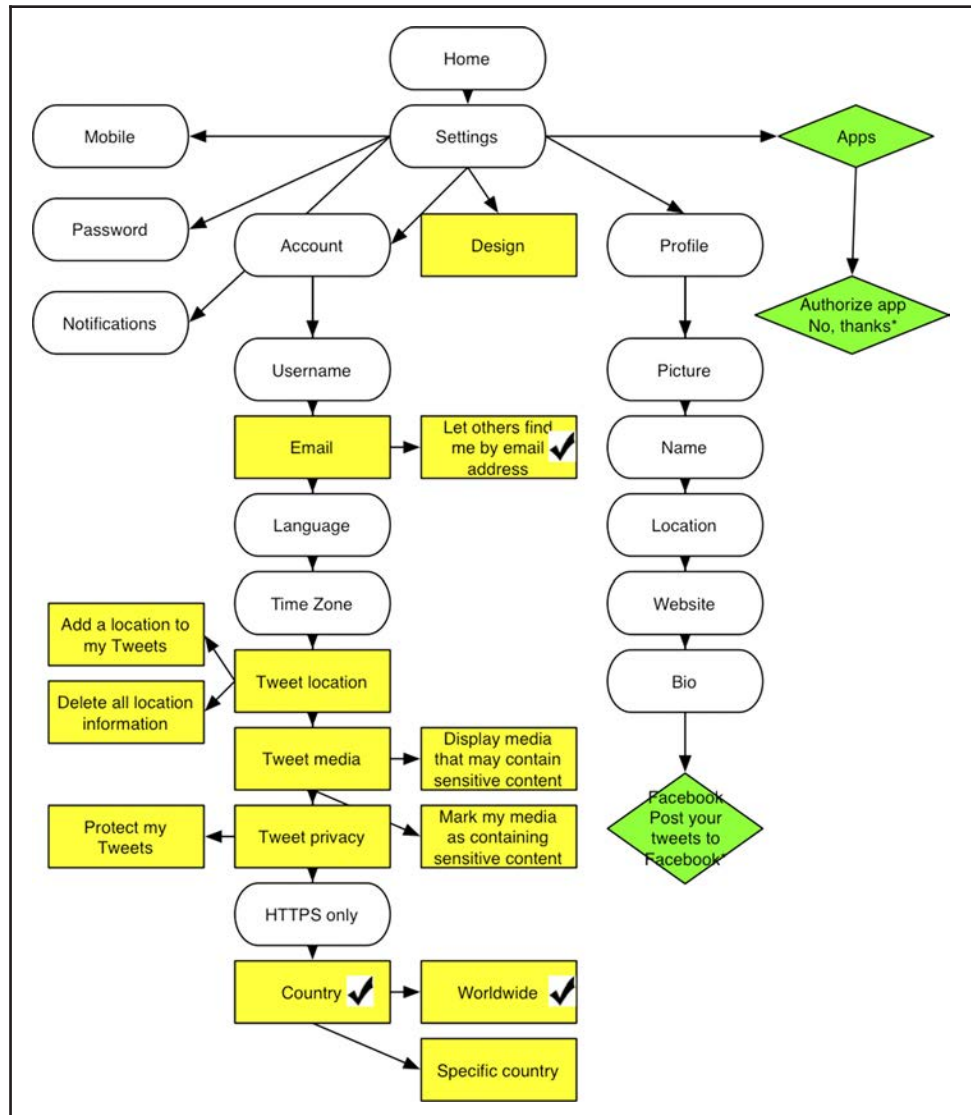 Home
Mobile
Settings
Apps
Password
Account
Design
Profile
Notifications
Authorize app
No, thanks*
Username
Picture
Email
Let others find
me by email
address
Name
Language
Location
Time Zone
Website
Add a location to
my Tweets
Tweet location
Bio
Delete all location
information
Tweet media
Display media
that may contain
sensitive content
Facebook
Post your
tweets to
Facebook*
Protect my
Tweets
Tweet privacy
Mark my media
as containing
sensitive content
HTTPS only
Country
Worldwide
Specific country